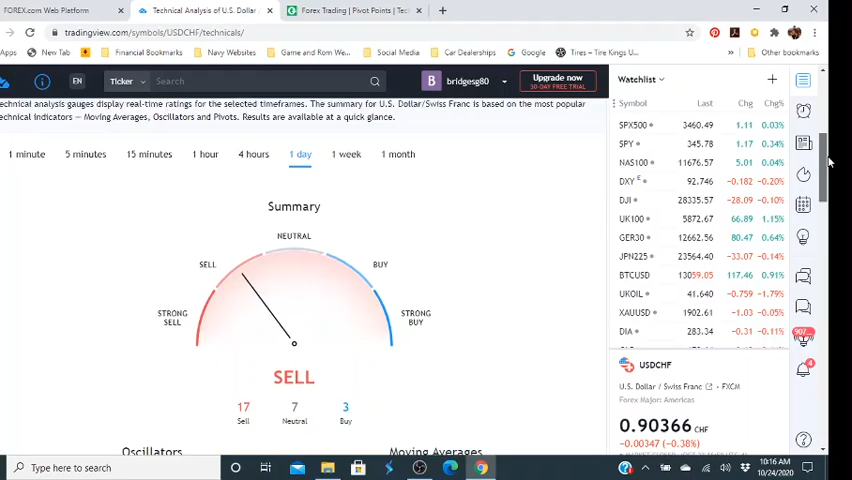 FOREX.com Web Platform
Technical Analysis of U.S. Dollar /
Forex Trading | Pivot Points | Tec
tradingview.com/symbols/USDCHF/technicals/
Apps
New Tab
Financial Bookmarks
Navy Websites
Game and Rom We...
Social Media
Car Dealerships
Google
Tires – Tire Kings U...
Other bookmarks
EN
Ticker
Search
B
bridgesg80
Upgrade now
30-DAY FREE TRIAL
echnical analysis gauges display real-time ratings for the selected timeframes. The summary for U.S. Dollar/Swiss Franc is based on the most popular
echnical indicators — Moving Averages, Oscillators and Pivots. Results are available at a quick glance.
1 minute
5 minutes
15 minutes
1 hour
4 hours
1 day
1 week
1 month
Summary
NEUTRAL
SELL
BUY
STRONG
SELL
STRONG
BUY
SELL
17
7
3
Sell
Neutral
Buy
Oscillators
Moving Averages
Watchlist
Symbol Last Chg Chg%
SPX500 3460.49 1.11 0.03%
SPY 345.78 1.17 0.34%
NAS100 11676.57 5.01 0.04%
DXY E 92.746 −0.182 −0.20%
DJI 28335.57 −28.09 −0.10%
UK100 5872.67 66.89 1.15%
GER30 12662.56 80.47 0.64%
JPN225 23564.40 −33.07 −0.14%
BTCUSD 13059.05 117.46 0.91%
UKOIL 41.640 −0.759 −1.79%
XAUUSD 1902.61 −1.03 −0.05%
DIA 283.34 −0.31 −0.11%
907...
4
USDCHF
U.S. Dollar / Swiss Franc • FXCM
Forex Major: Americas
0.90366 CHF
−0.00347 (−0.38%)
Type here to search
10:16 AM
10/24/2020